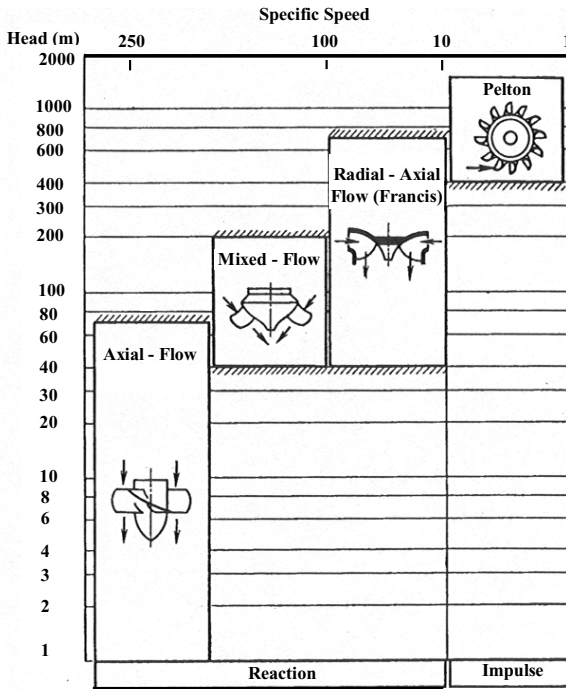 Specific Speed
Head (m) 250 100 10 1
2000
1000
800
600
400
300
200
100
80
60
40
30
20
10
8
6
4
3
2
1
Pelton
Radial - Axial
Flow (Francis)
Mixed - Flow
Axial - Flow
Reaction
Impulse